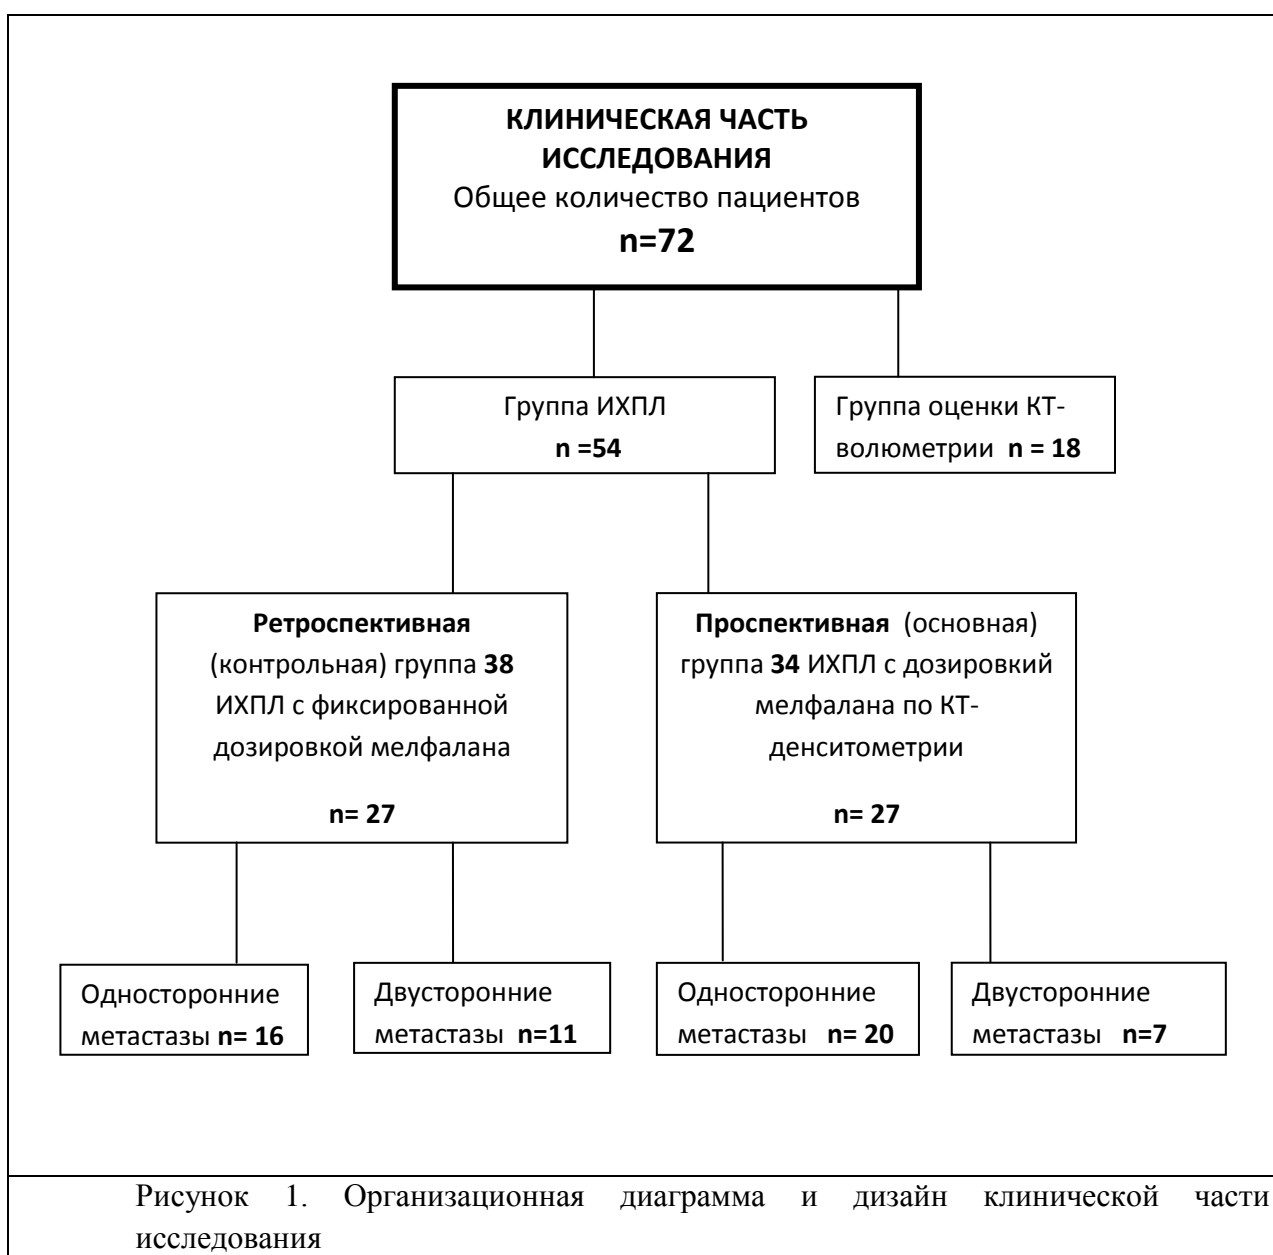 КЛИНИЧЕСКАЯ ЧАСТЬ
ИССЛЕДОВАНИЯ
Общее количество пациентов
n=72
Группа ИХПЛ
n =54
Группа оценки КТ-
волюметрии n = 18
Ретроспективная
(контрольная) группа 38
ИХПЛ с фиксированной
дозировкой мелфалана
n= 27
Проспективная (основная)
группа 34 ИХПЛ с дозировкий
мелфалана по КТ-
денситометрии
n= 27
Односторонние
метастазы n= 16
Двусторонние
метастазы n=11
Односторонние
метастазы n= 20
Двусторонние
метастазы n=7
Рисунок 1. Организационная диаграмма и дизайн клинической части
исследования